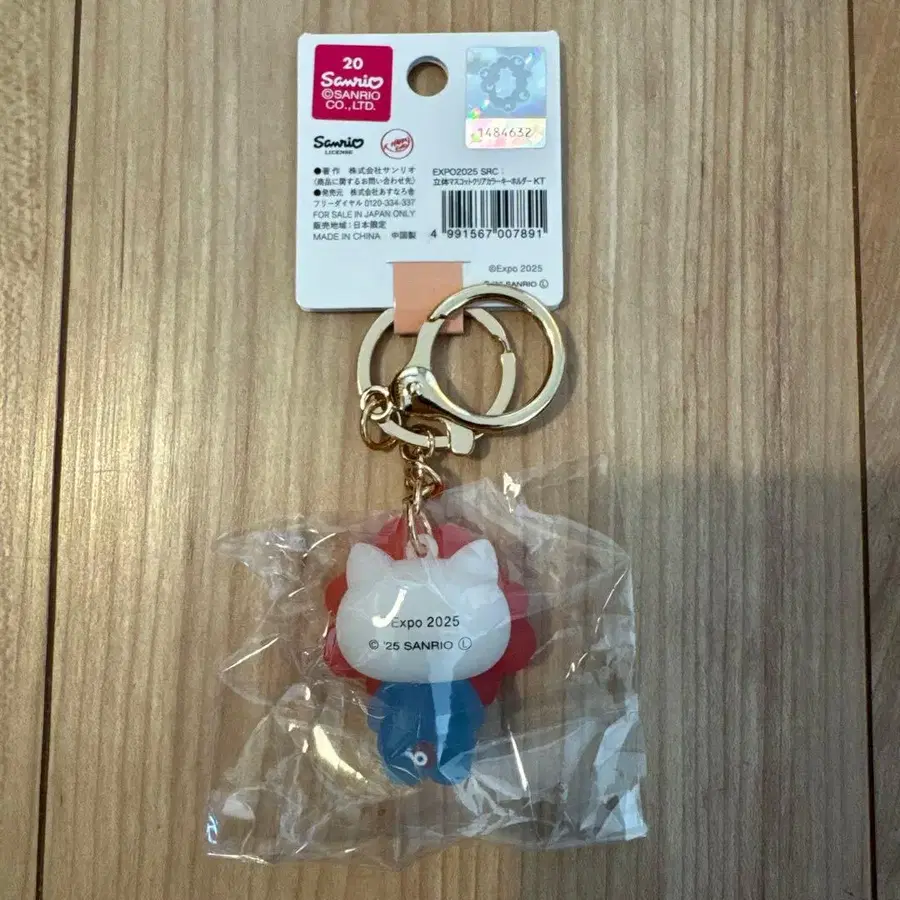 20
Sanrio
©SANRIO
CO.,LTD.
1484632
Sanrio
LICENSE
●著作 株式会社サンリオ
(商品に関するお問い合わせ先)
●発売元 株式会社あすなろ舎
フリーダイヤル 0120-334-337
FOR SALE IN JAPAN ONLY
販売地域:日本限定
MADE IN CHINA 中国製
EXPO2025 SRC:
立体マスコットクリアカラーキーホルダー KT
4 991567 007891
©Expo 2025
SANRIO Ⓛ
Expo 2025
© '25 SANRIO Ⓛ